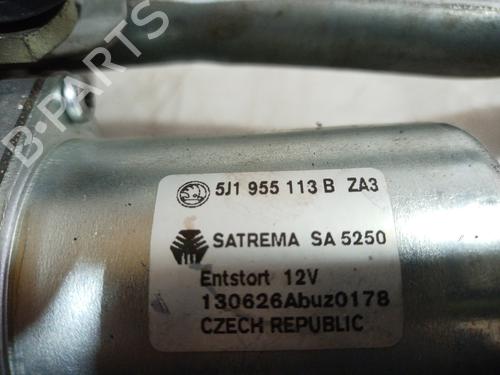 B-PARTS
5J1 955 113 B ZA3
SATREMA SA 5250
Entstort 12V
130626Abuz0178
CZECH REPUBLIC